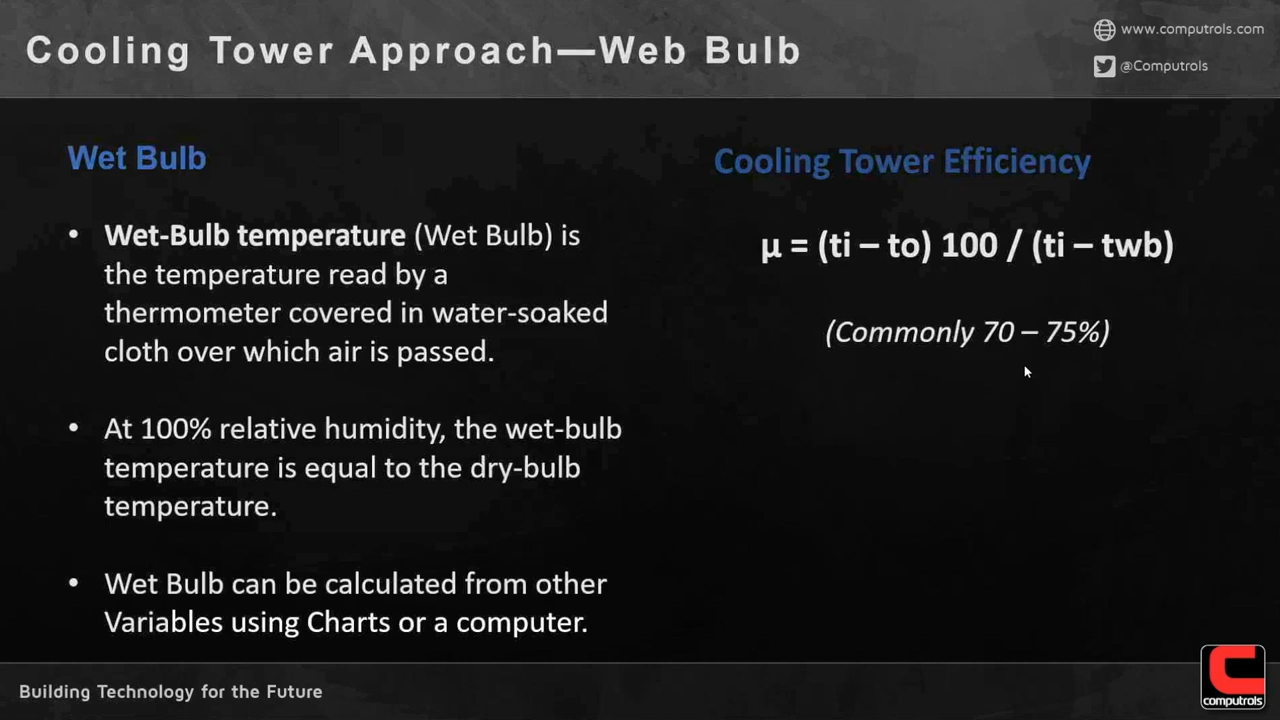 Cooling Tower Approach—Web Bulb
www.computrols.com
@Computrols
Wet Bulb
• Wet-Bulb temperature (Wet Bulb) is
the temperature read by a
thermometer covered in water-soaked
cloth over which air is passed.
• At 100% relative humidity, the wet-bulb
temperature is equal to the dry-bulb
temperature.
• Wet Bulb can be calculated from other
Variables using Charts or a computer.
Cooling Tower Efficiency
μ = (ti – to) 100 / (ti – twb)
(Commonly 70 – 75%)
Building Technology for the Future
computrols